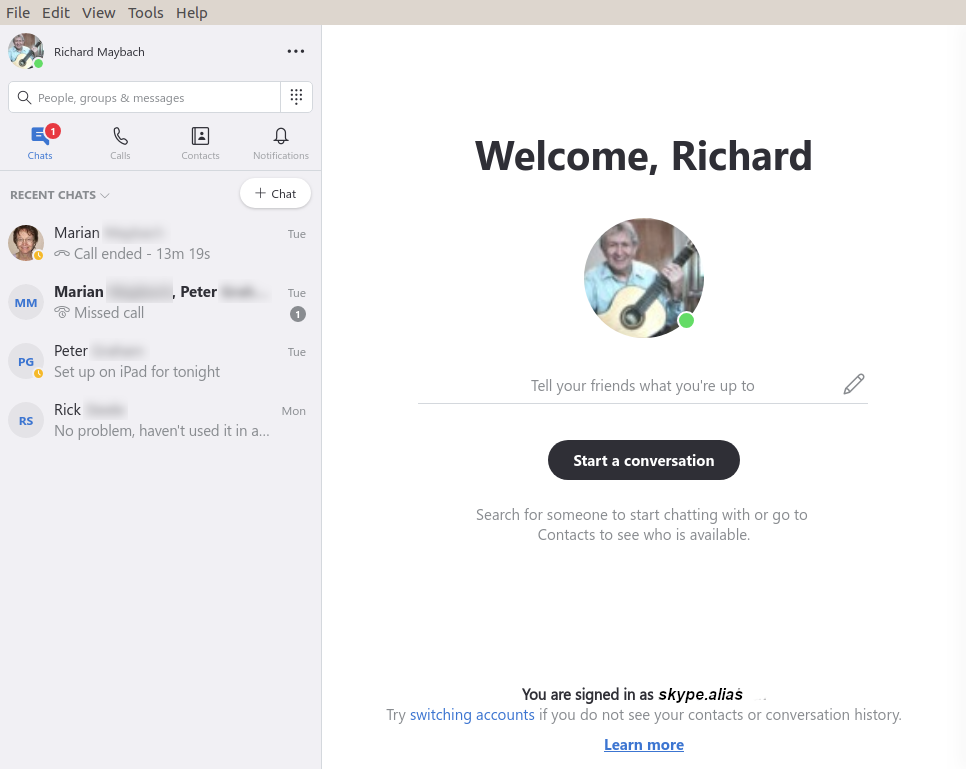 File Edit View Tools Help
Richard Maybach
People, groups & messages
1
Chats Calls Contacts Notifications
RECENT CHATS
+ Chat
Marian Tue
Call ended - 13m 19s
MM Marian , Peter Tue
Missed call 1
PG Peter Tue
Set up on iPad for tonight
RS Rick Mon
No problem, haven't used it in a...
Welcome, Richard
Tell your friends what you're up to
Start a conversation
Search for someone to start chatting with or go to
Contacts to see who is available.
You are signed in as skype.alias
Try switching accounts if you do not see your contacts or conversation history.
Learn more